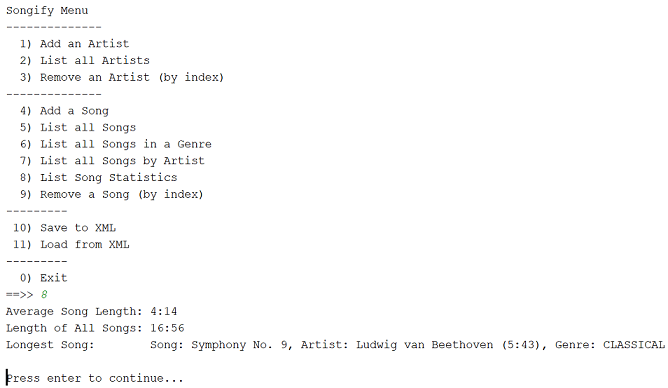 Songify Menu
--------------
1) Add an Artist
2) List all Artists
3) Remove an Artist (by index)
--------------
4) Add a Song
5) List all Songs
6) List all Songs in a Genre
7) List all Songs by Artist
8) List Song Statistics
9) Remove a Song (by index)
---------
10) Save to XML
11) Load from XML
---------
0) Exit
==>> 8
Average Song Length: 4:14
Length of All Songs: 16:56
Longest Song: Song: Symphony No. 9, Artist: Ludwig van Beethoven (5:43), Genre: CLASSICAL
Press enter to continue...